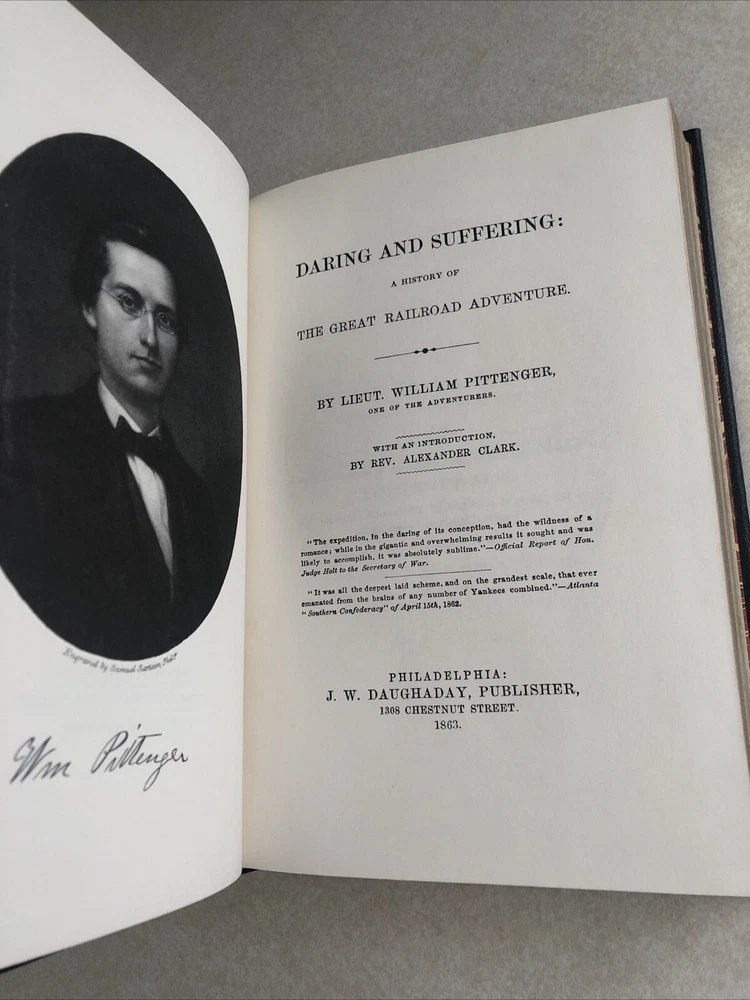 Engraved by Samuel Sartain, Phila
Wm Pittenger
DARING AND SUFFERING:
A HISTORY OF
THE GREAT RAILROAD ADVENTURE.
BY LIEUT. WILLIAM PITTENGER,
ONE OF THE ADVENTURERS.
WITH AN INTRODUCTION,
BY REV. ALEXANDER CLARK.
"The expedition, in the daring of its conception, had the wildness of a
romance; while in the gigantic and overwhelming results it sought and was
likely to accomplish, it was absolutely sublime."—Official Report of Hon.
Judge Holt to the Secretary of War.
"It was all the deepest laid scheme, and on the grandest scale, that ever
emanated from the brains of any number of Yankees combined."—Atlanta
"Southern Confederacy" of April 15th, 1862.
PHILADELPHIA:
J. W. DAUGHADAY, PUBLISHER,
1308 CHESTNUT STREET.
1863.